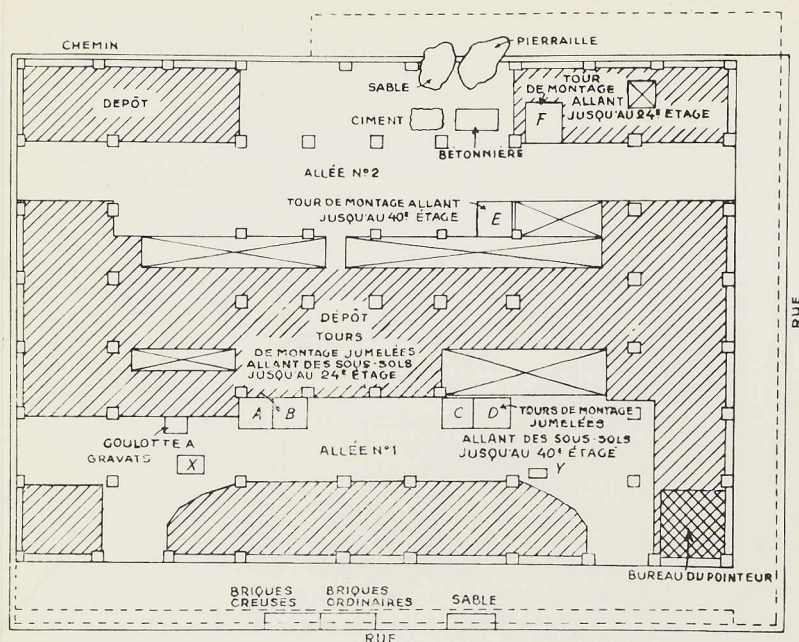 CHEMIN
PIERRAILLE
SABLE
DEPÔT
TOUR
DE MONTAGE
ALLANT
JUSQU'AU 24E ETAGE
F
CIMENT
BÉTONNIÈRE
ALLÉE N°2
TOUR DE MONTAGE ALLANT
JUSQU'AU 40E ÉTAGE
E
RUE
DÉPÔT
TOURS
DE MONTAGE JUMELÉES
ALLANT DES SOUS-SOLS
JUSQU'AU 24E ÉTAGE
A
B
C
D
TOURS DE MONTAGE
JUMELÉES
ALLANT DES SOUS-SOLS
JUSQU'AU 40E ÉTAGE
GOULOTTE A
GRAVATS
X
ALLÉE N°1
Y
BUREAU DU POINTEUR
BRIQUES
CREUSES
BRIQUES
ORDINAIRES
SABLE
RUE